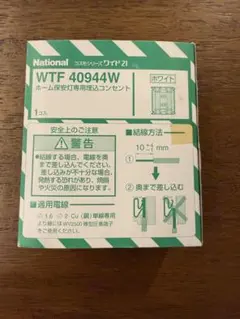 National コスモシリーズワイド21
WTF 40944W
ホーム保安灯専用埋込コンセント
ホワイト
1コ入
安全上のご注意
警告
●結線する場合、電線を奥
まで差し込んでください。
差し込みが不十分な場合、
発熱する恐れがあり、焼損
や火災の原因になります。
●適用電線
●結線方法
10 mm
①
② 奥まで差し込む